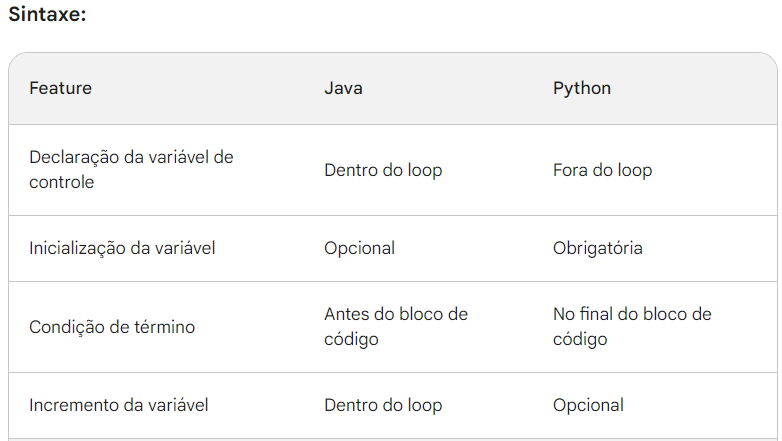 Sintaxe:
Feature Java Python
Declaração da variável de
controle
Dentro do loop
Fora do loop
Inicialização da variável Opcional Obrigatória
Condição de término
Antes do bloco de
código
No final do bloco de
código
Incremento da variável Dentro do loop Opcional